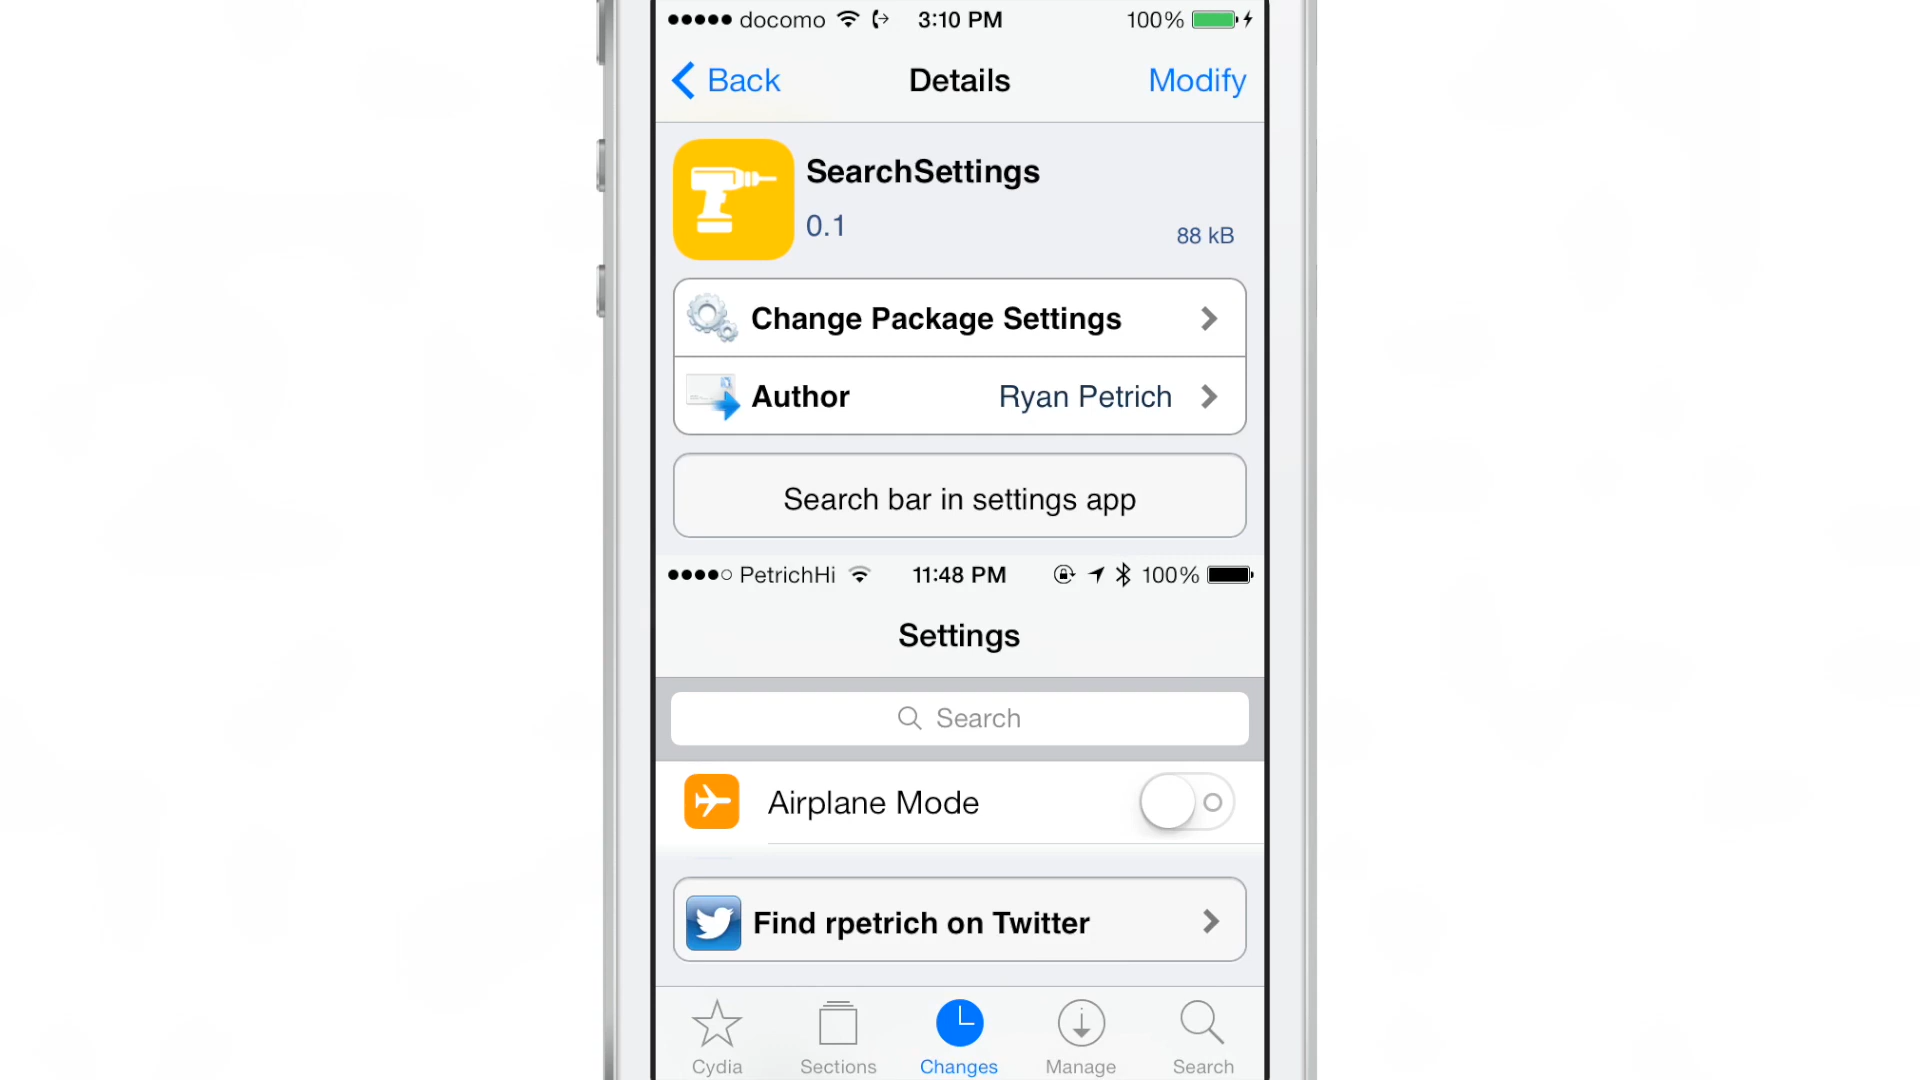 docomo 3:10 PM 100%
Back Details Modify
SearchSettings
0.1
88 kB
Change Package Settings
Author Ryan Petrich
Search bar in settings app
PetrichHi 11:48 PM 100%
Settings
Search
Airplane Mode
Find rpetrich on Twitter
Cydia Sections Changes Manage Search